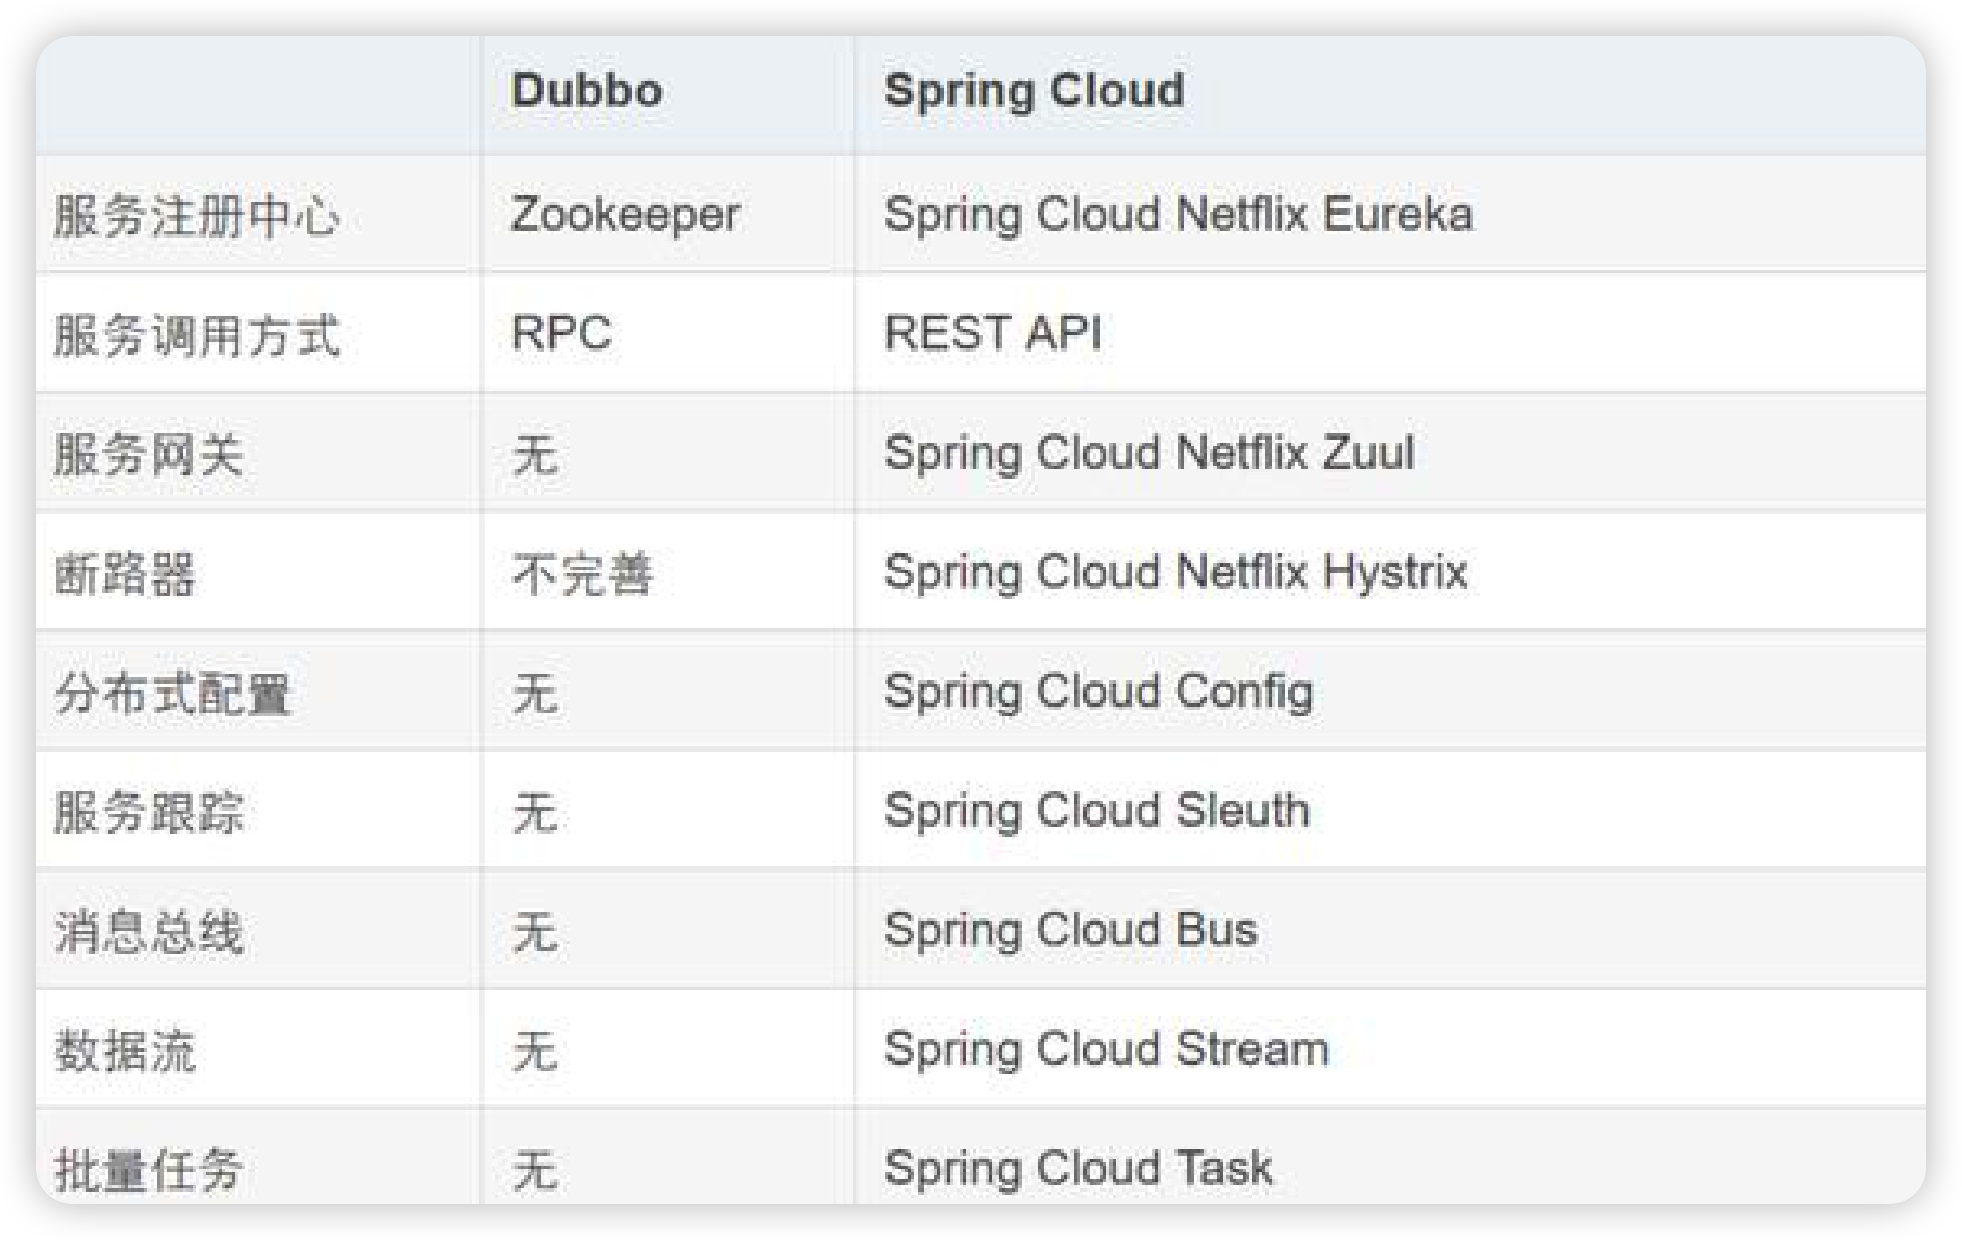 Dubbo Spring Cloud
服务注册中心 Zookeeper Spring Cloud Netflix Eureka
服务调用方式 RPC REST API
服务网关 无 Spring Cloud Netflix Zuul
断路器 不完善 Spring Cloud Netflix Hystrix
分布式配置 无 Spring Cloud Config
服务跟踪 无 Spring Cloud Sleuth
消息总线 无 Spring Cloud Bus
数据流 无 Spring Cloud Stream
批量任务 无 Spring Cloud Task